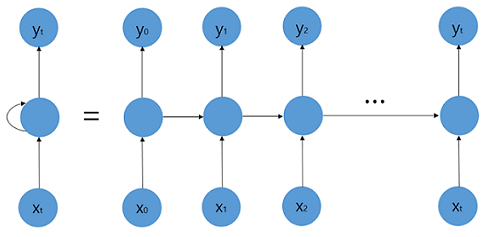 yt y0 y1 y2 yt
= ...
xt x0 x1 x2 xt